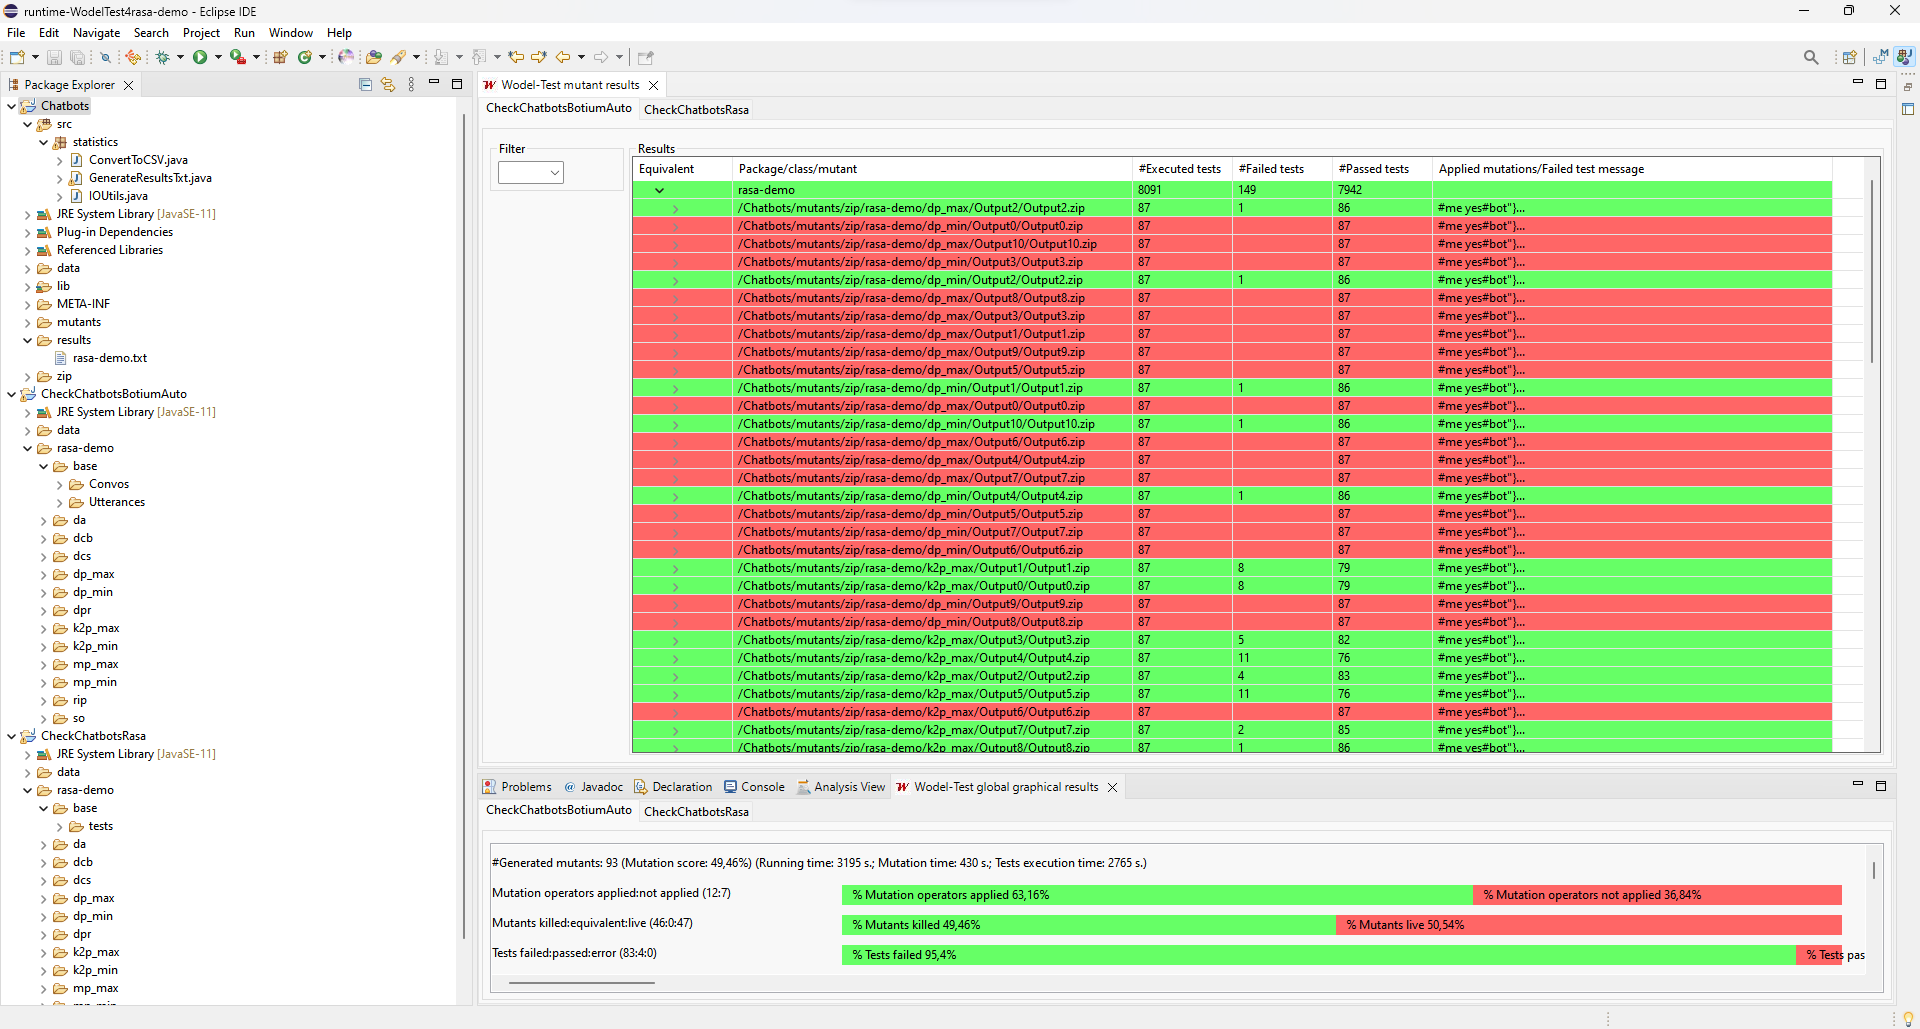 runtime-WodelTest4rasa-demo - Eclipse IDE
File Edit Navigate Search Project Run Window Help
Package Explorer
Chatbots
src
statistics
ConvertToCSV.java
GenerateResultsTxt.java
IOUtils.java
JRE System Library [JavaSE-11]
Plug-in Dependencies
Referenced Libraries
data
lib
META-INF
mutants
results
rasa-demo.txt
zip
CheckChatbotsBotiumAuto
JRE System Library [JavaSE-11]
data
rasa-demo
base
Convos
Utterances
da
dcb
dcs
dp_max
dp_min
dpr
k2p_max
k2p_min
mp_max
mp_min
rip
so
CheckChatbotsRasa
JRE System Library [JavaSE-11]
data
rasa-demo
base
tests
da
dcb
dcs
dp_max
dp_min
dpr
k2p_max
k2p_min
mp_max
Wodel-Test mutant results
CheckChatbotsBotiumAuto CheckChatbotsRasa
Filter
Results
Equivalent Package/class/mutant #Executed tests #Failed tests #Passed tests Applied mutations/Failed test message
rasa-demo 8091 149 7942
/Chatbots/mutants/zip/rasa-demo/dp_max/Output2/Output2.zip 87 1 86 #me yes#bot"}...
/Chatbots/mutants/zip/rasa-demo/dp_min/Output0/Output0.zip 87 87 #me yes#bot"}...
/Chatbots/mutants/zip/rasa-demo/dp_max/Output10/Output10.zip 87 87 #me yes#bot"}...
/Chatbots/mutants/zip/rasa-demo/dp_min/Output3/Output3.zip 87 87 #me yes#bot"}...
/Chatbots/mutants/zip/rasa-demo/dp_min/Output2/Output2.zip 87 1 86 #me yes#bot"}...
/Chatbots/mutants/zip/rasa-demo/dp_max/Output8/Output8.zip 87 87 #me yes#bot"}...
/Chatbots/mutants/zip/rasa-demo/dp_max/Output3/Output3.zip 87 87 #me yes#bot"}...
/Chatbots/mutants/zip/rasa-demo/dp_max/Output1/Output1.zip 87 87 #me yes#bot"}...
/Chatbots/mutants/zip/rasa-demo/dp_max/Output9/Output9.zip 87 87 #me yes#bot"}...
/Chatbots/mutants/zip/rasa-demo/dp_max/Output5/Output5.zip 87 87 #me yes#bot"}...
/Chatbots/mutants/zip/rasa-demo/dp_min/Output1/Output1.zip 87 1 86 #me yes#bot"}...
/Chatbots/mutants/zip/rasa-demo/dp_max/Output0/Output0.zip 87 87 #me yes#bot"}...
/Chatbots/mutants/zip/rasa-demo/dp_min/Output10/Output10.zip 87 1 86 #me yes#bot"}...
/Chatbots/mutants/zip/rasa-demo/dp_max/Output6/Output6.zip 87 87 #me yes#bot"}...
/Chatbots/mutants/zip/rasa-demo/dp_max/Output4/Output4.zip 87 87 #me yes#bot"}...
/Chatbots/mutants/zip/rasa-demo/dp_max/Output7/Output7.zip 87 87 #me yes#bot"}...
/Chatbots/mutants/zip/rasa-demo/dp_min/Output4/Output4.zip 87 1 86 #me yes#bot"}...
/Chatbots/mutants/zip/rasa-demo/dp_min/Output5/Output5.zip 87 87 #me yes#bot"}...
/Chatbots/mutants/zip/rasa-demo/dp_min/Output7/Output7.zip 87 87 #me yes#bot"}...
/Chatbots/mutants/zip/rasa-demo/dp_min/Output6/Output6.zip 87 87 #me yes#bot"}...
/Chatbots/mutants/zip/rasa-demo/k2p_max/Output1/Output1.zip 87 8 79 #me yes#bot"}...
/Chatbots/mutants/zip/rasa-demo/k2p_max/Output0/Output0.zip 87 8 79 #me yes#bot"}...
/Chatbots/mutants/zip/rasa-demo/dp_min/Output9/Output9.zip 87 87 #me yes#bot"}...
/Chatbots/mutants/zip/rasa-demo/dp_min/Output8/Output8.zip 87 87 #me yes#bot"}...
/Chatbots/mutants/zip/rasa-demo/k2p_max/Output3/Output3.zip 87 5 82 #me yes#bot"}...
/Chatbots/mutants/zip/rasa-demo/k2p_max/Output4/Output4.zip 87 11 76 #me yes#bot"}...
/Chatbots/mutants/zip/rasa-demo/k2p_max/Output2/Output2.zip 87 4 83 #me yes#bot"}...
/Chatbots/mutants/zip/rasa-demo/k2p_max/Output5/Output5.zip 87 11 76 #me yes#bot"}...
/Chatbots/mutants/zip/rasa-demo/k2p_max/Output6/Output6.zip 87 87 #me yes#bot"}...
/Chatbots/mutants/zip/rasa-demo/k2p_max/Output7/Output7.zip 87 2 85 #me yes#bot"}...
/Chatbots/mutants/zip/rasa-demo/k2p_max/Output8/Output8.zip 87 1 86 #me yes#bot"}...
Problems @ Javadoc Declaration Console Analysis View Wodel-Test global graphical results
CheckChatbotsBotiumAuto CheckChatbotsRasa
#Generated mutants: 93 (Mutation score: 49,46%) (Running time: 3195 s.; Mutation time: 430 s.; Tests execution time: 2765 s.)
Mutation operators applied:not applied (12:7) % Mutation operators applied 63,16% % Mutation operators not applied 36,84%
Mutants killed:equivalent:live (46:0:47) % Mutants killed 49,46% % Mutants live 50,54%
Tests failed:passed:error (83:4:0) % Tests failed 95,4% % Tests pas